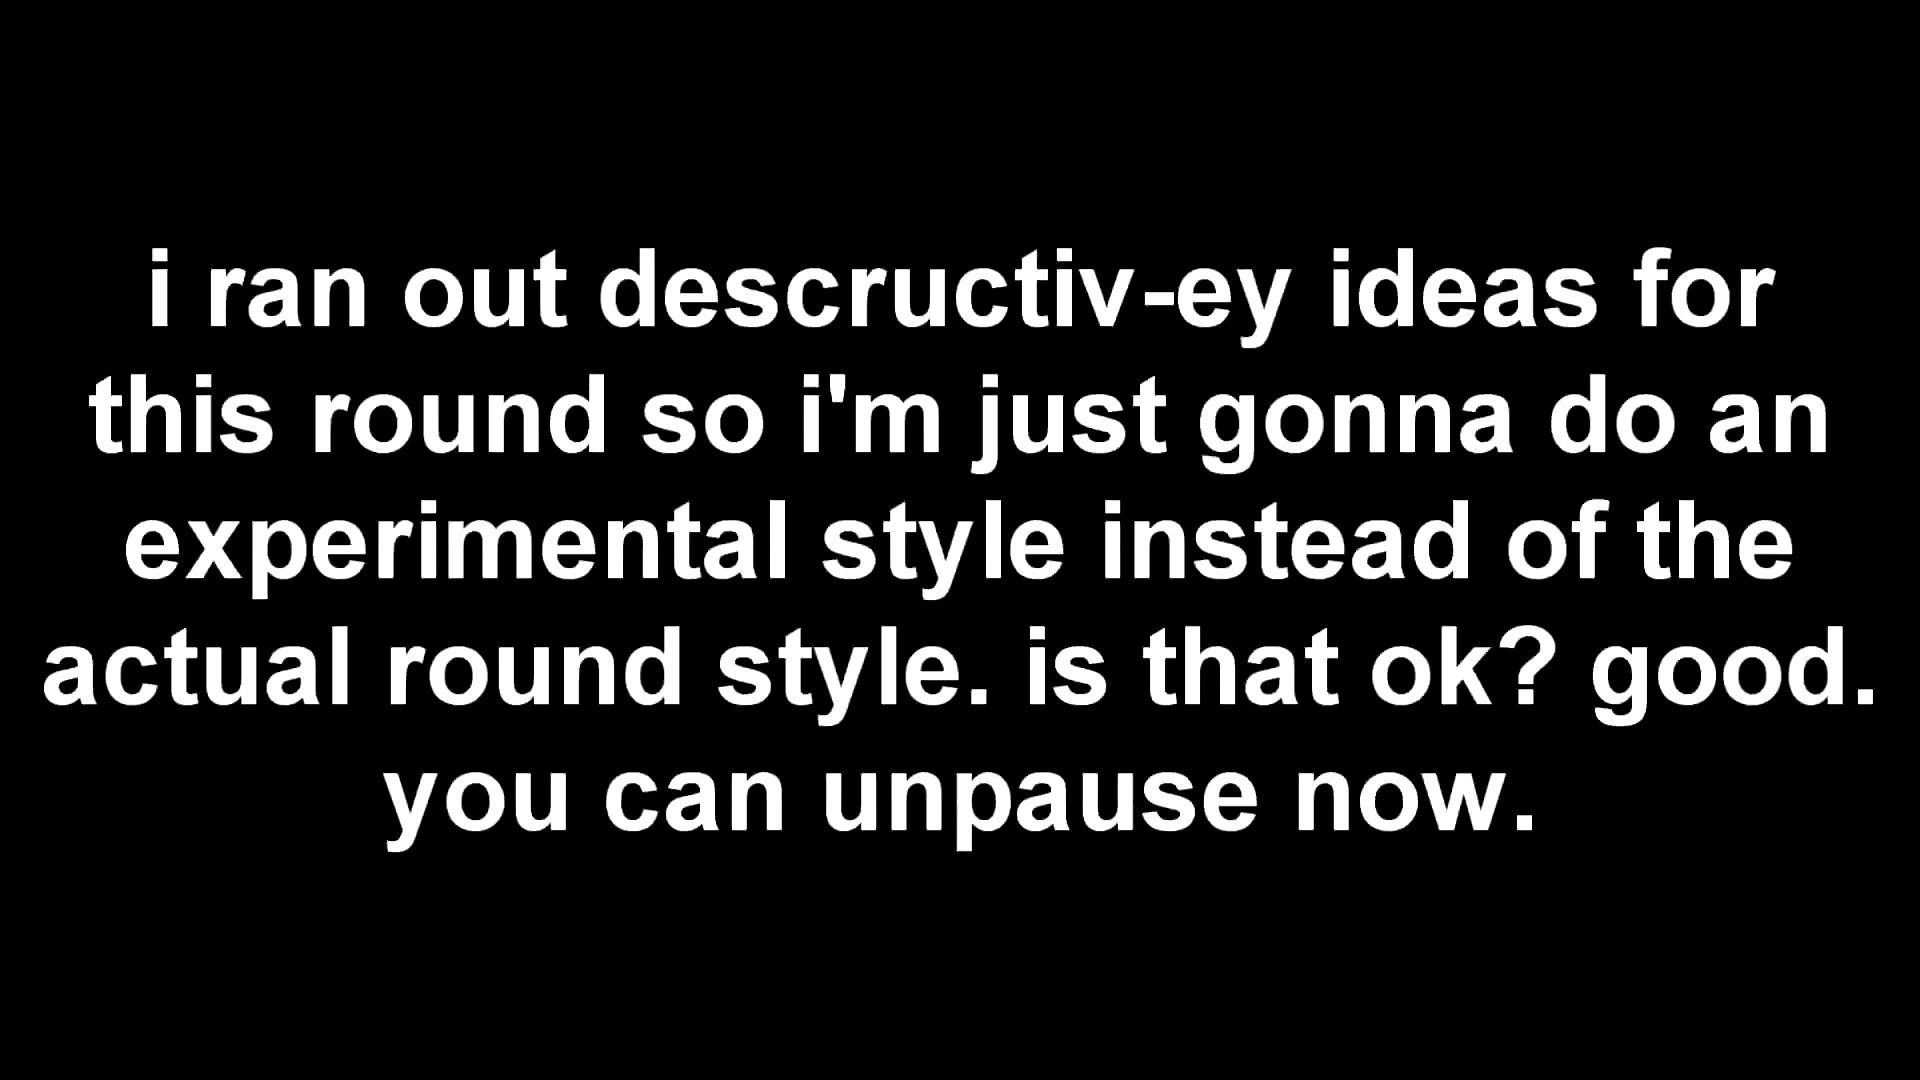 i ran out descructiv-ey ideas for
this round so i'm just gonna do an
experimental style instead of the
actual round style. is that ok? good.
you can unpause now.